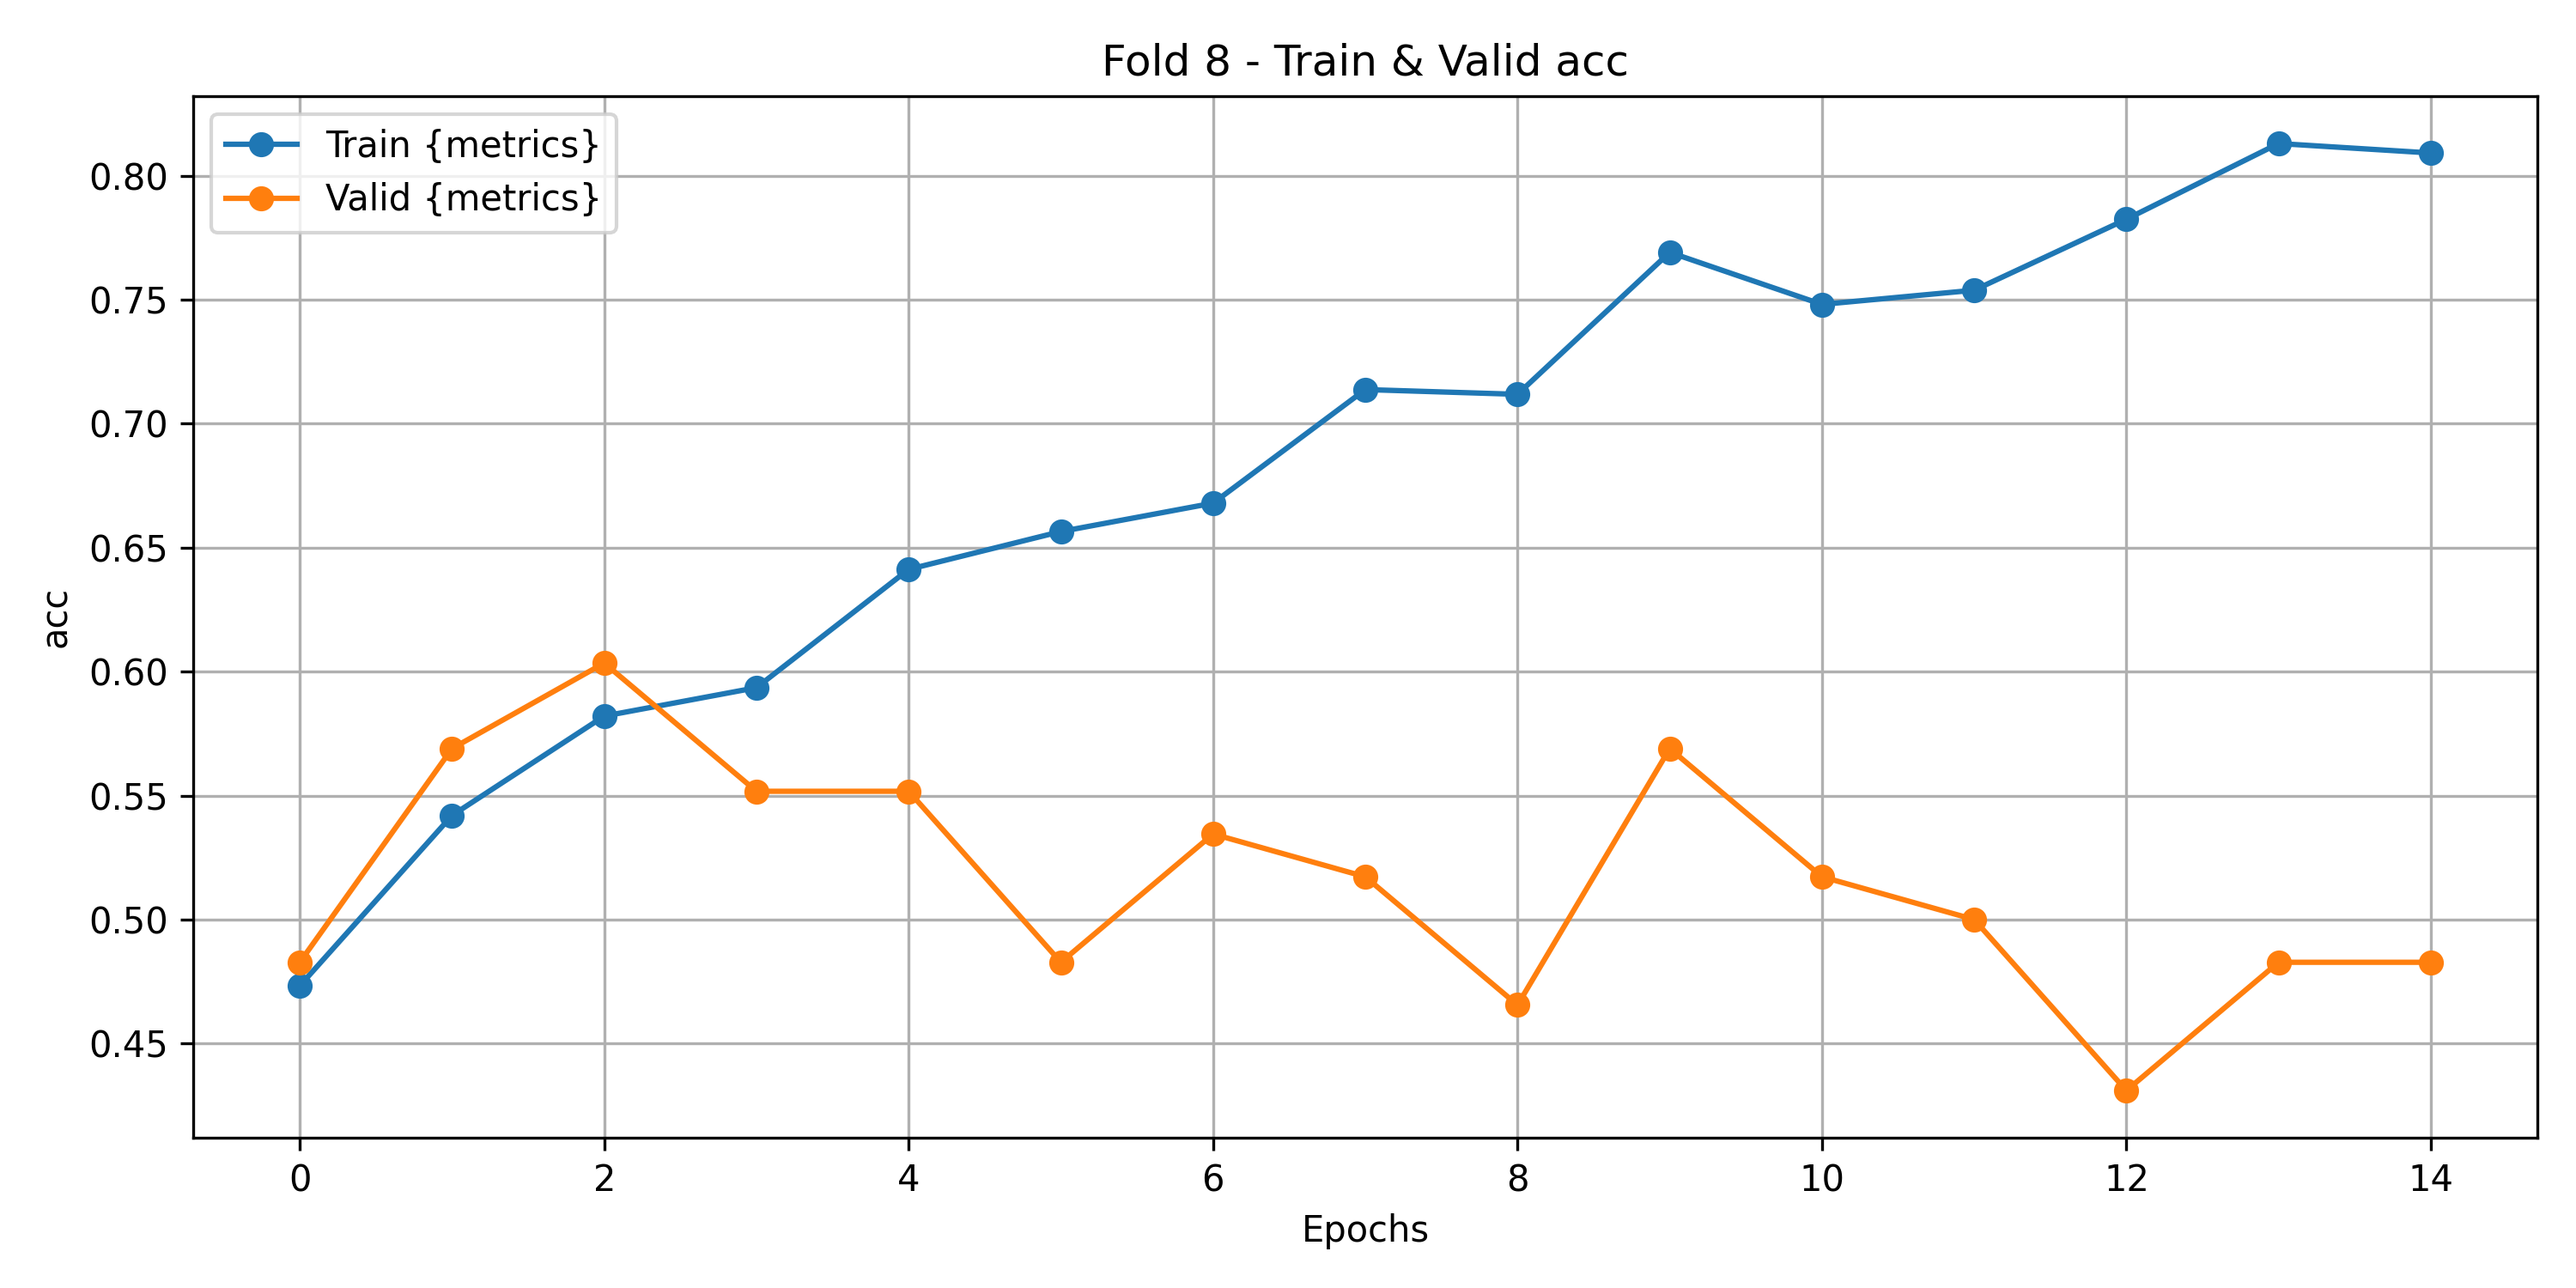 Fold 8 - Train & Valid acc
Train {metrics}
Valid {metrics}
0.80
0.75
0.70
0.65
0.60
0.55
0.50
0.45
acc
0 2 4 6 8 10 12 14
Epochs